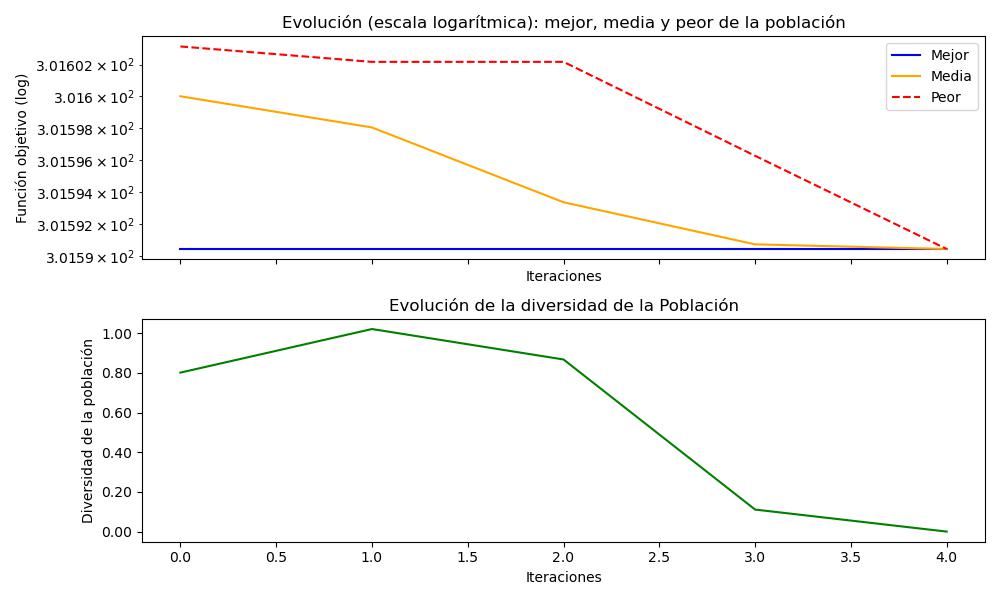 Evolución (escala logarítmica): mejor, media y peor de la población
Función objetivo (log)
3.01602 × 10²
3.016 × 10²
3.01598 × 10²
3.01596 × 10²
3.01594 × 10²
3.01592 × 10²
3.0159 × 10²
Mejor
Media
Peor
Iteraciones
Evolución de la diversidad de la Población
Diversidad de la población
1.00
0.80
0.60
0.40
0.20
0.00
0.0 0.5 1.0 1.5 2.0 2.5 3.0 3.5 4.0
Iteraciones